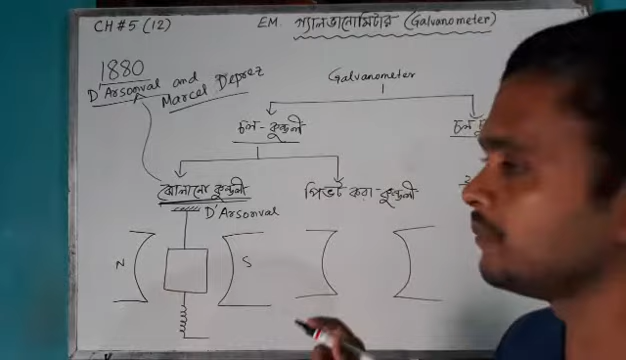 CH#5 (12)
EM. গ্যালভানোমিটার (Galvanometer)
1880
D'Arsonval and
Marcel Deprez
Galvanometer
চল-কুণ্ডলী
চল
ঝোলানো কুণ্ডলী
পিভট করা-কুণ্ডলী
D'Arsonval
N
S